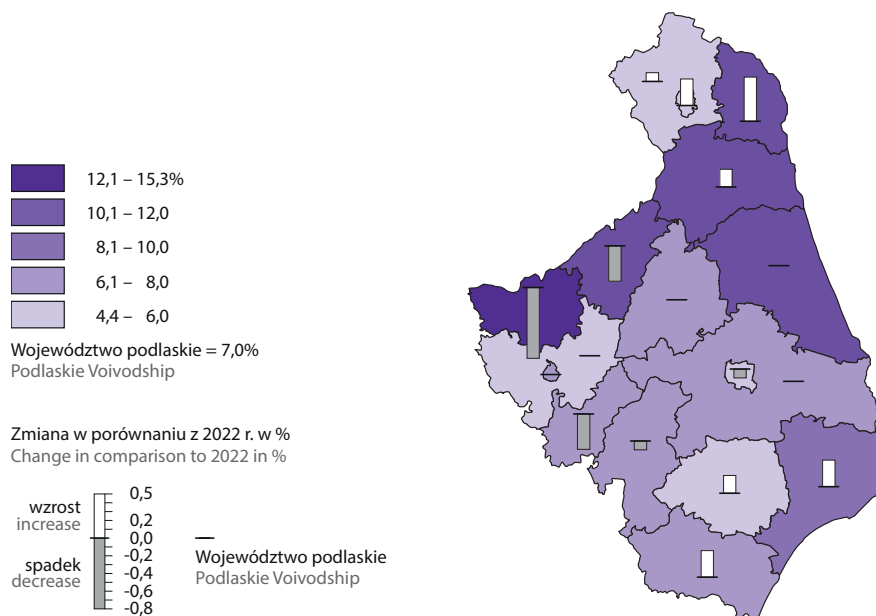 12,1 – 15,3%
10,1 – 12,0
8,1 – 10,0
6,1 – 8,0
4,4 – 6,0
Województwo podlaskie = 7,0%
Podlaskie Voivodship
Zmiana w porównaniu z 2022 r. w %
Change in comparison to 2022 in %
wzrost
increase
spadek
decrease
0,5
0,2
0,0
-0,2
-0,4
-0,6
-0,8
Województwo podlaskie
Podlaskie Voivodship